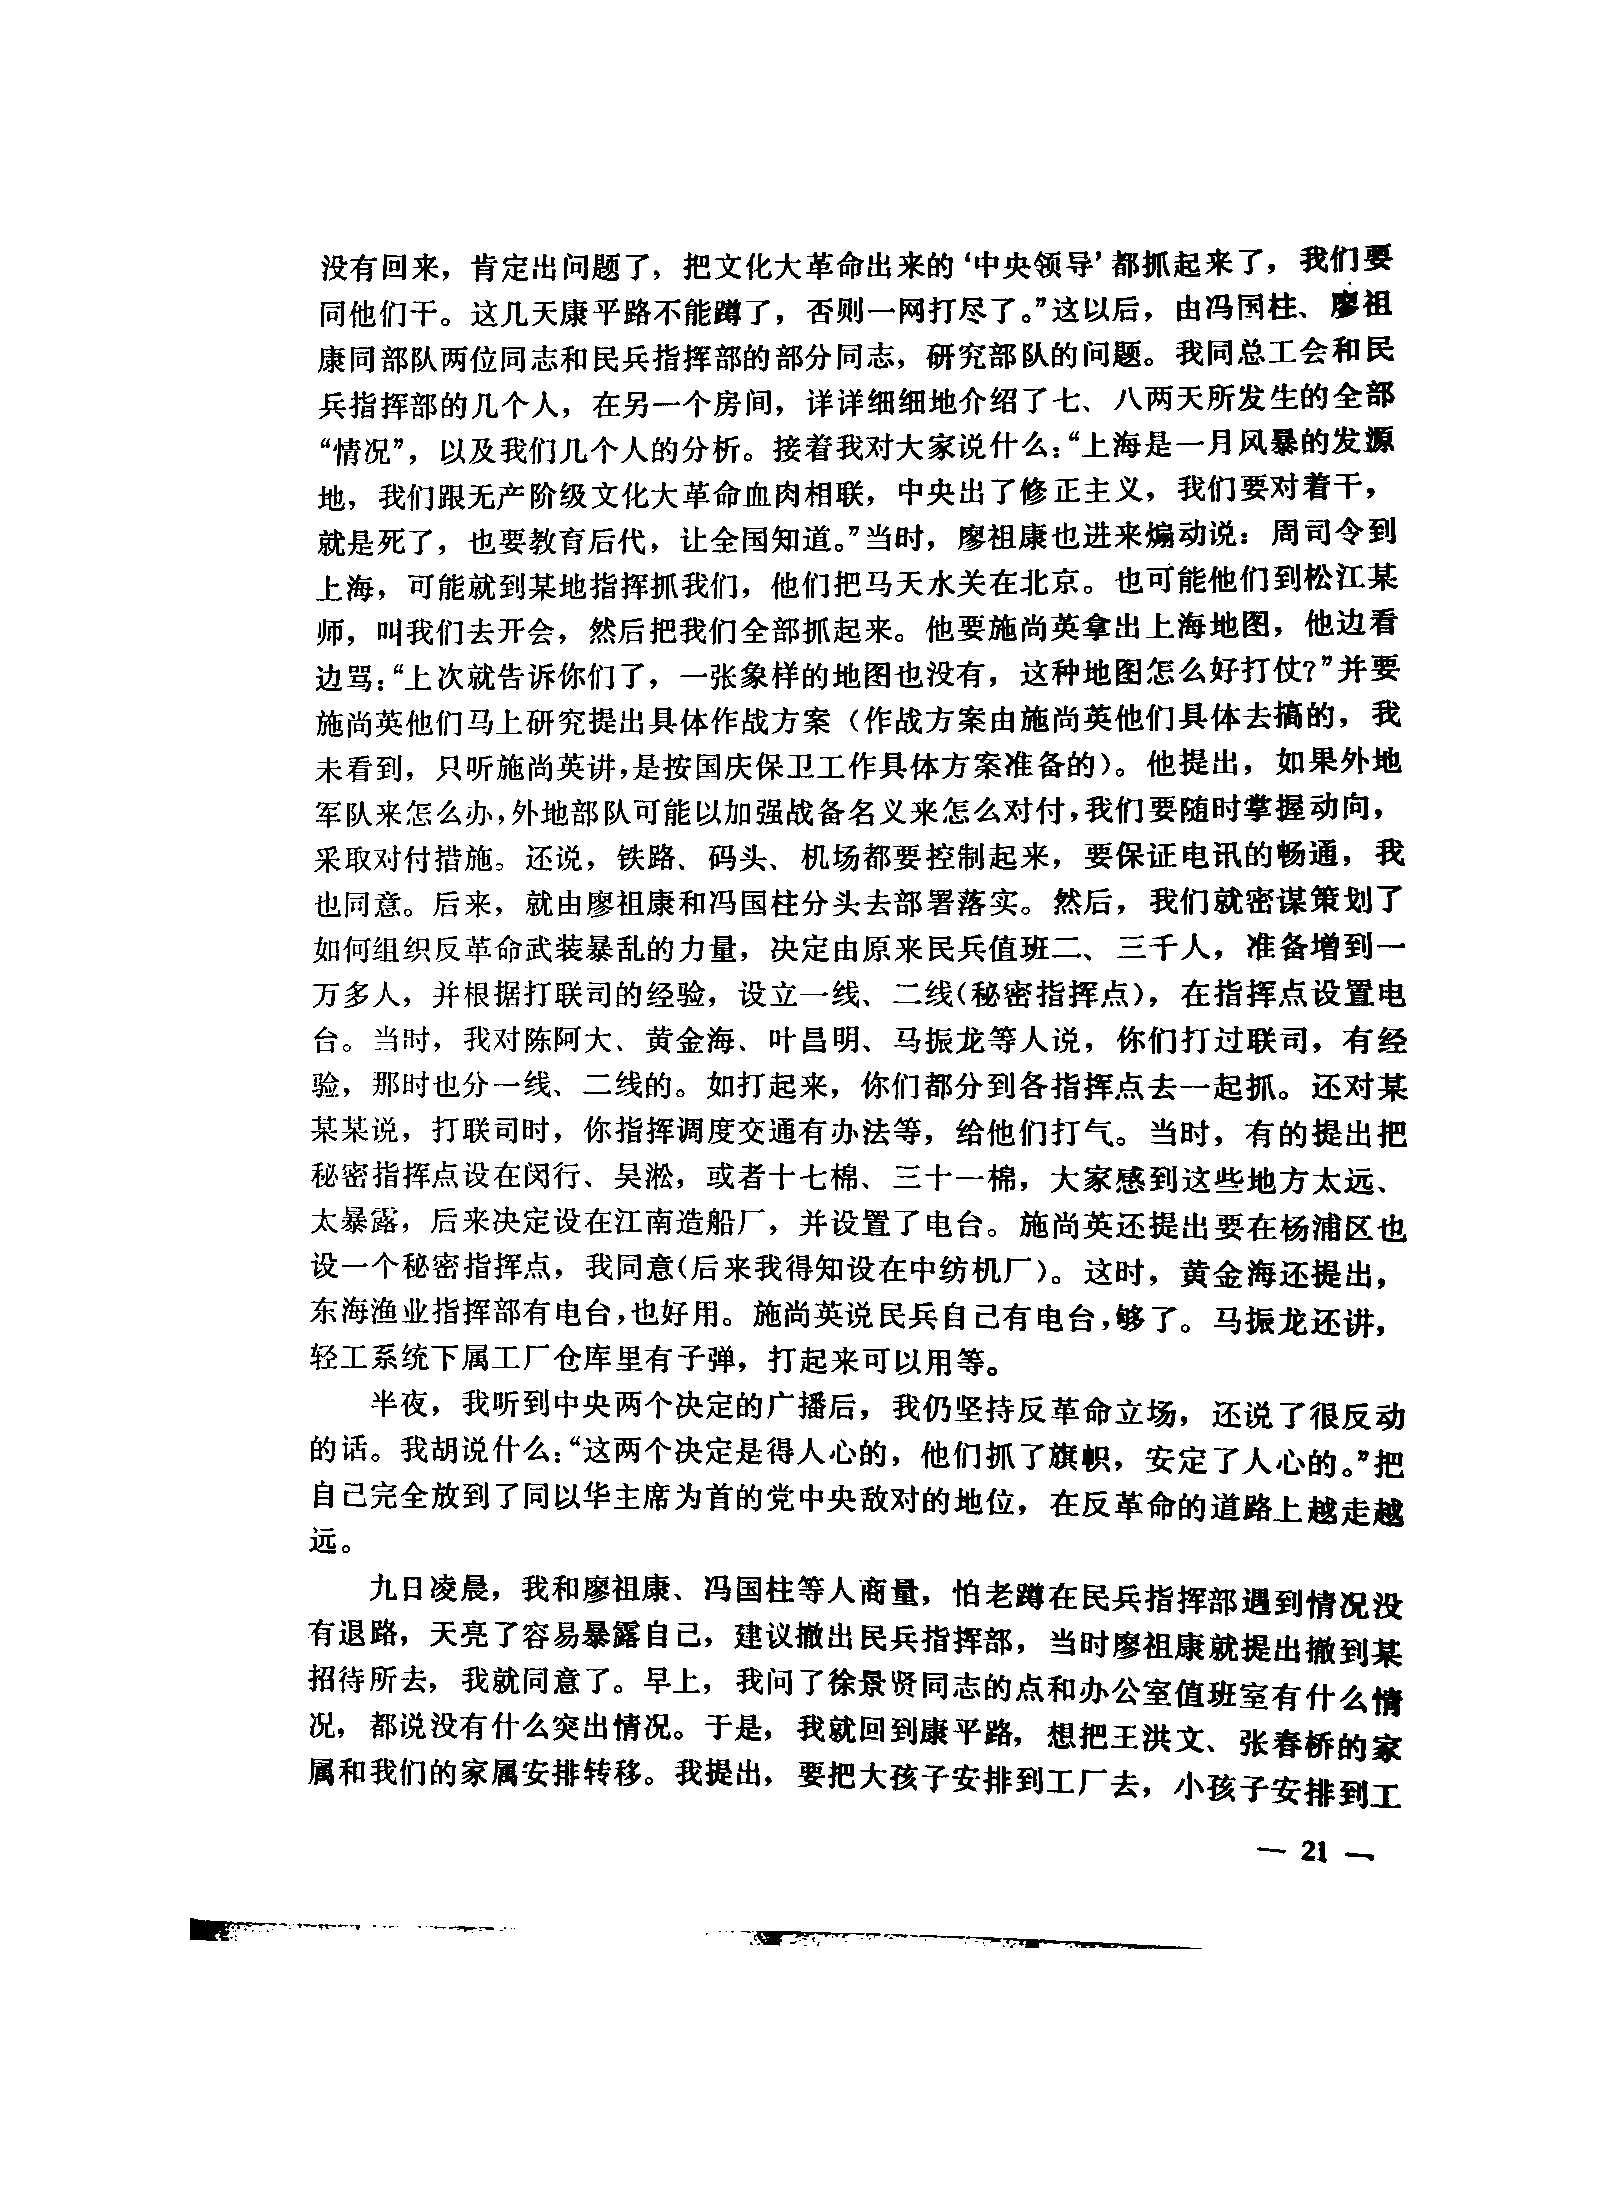 没有回来，肯定出问题了，把文化大革命出来的‘中央领导’都抓起来了，我们要
同他们干。这几天康平路不能蹲了，否则一网打尽了。”这以后，由冯国柱、廖祖
康同部队两位同志和民兵指挥部的部分同志，研究部队的问题。我同总工会和民
兵指挥部的几个人，在另一个房间，详详细细地介绍了七、八两天所发生的全部
“情况”，以及我们几个人的分析。接着我对大家说什么：“上海是一月风暴的发源
地，我们跟无产阶级文化大革命血肉相联，中央出了修正主义，我们要对着干，
就是死了，也要教育后代，让全国知道。”当时，廖祖康也进来煽动说：周司令到
上海，可能就到某地指挥抓我们，他们把马天水关在北京。也可能他们到松江某
师，叫我们去开会，然后把我们全部抓起来。他要施尚英拿出上海地图，他边看
边骂：“上次就告诉你们了，一张象样的地图也没有，这种地图怎么好打仗？”并要
施尚英他们马上研究提出具体作战方案（作战方案由施尚英他们具体去搞的，我
未看到，只听施尚英讲，是按国庆保卫工作具体方案准备的）。他提出，如果外地
军队来怎么办，外地部队可能以加强战备名义来怎么对付，我们要随时掌握动向，
采取对付措施。还说，铁路、码头、机场都要控制起来，要保证电讯的畅通，我
也同意。后来，就由廖祖康和冯国柱分头去部署落实。然后，我们就密谋策划了
如何组织反革命武装暴乱的力量，决定由原来民兵值班二、三千人，准备增到一
万多人，并根据打联司的经验，设立一线、二线（秘密指挥点），在指挥点设置电
台。当时，我对陈阿大、黄金海、叶昌明、马振龙等人说，你们打过联司，有经
验，那时也分一线、二线的。如打起来，你们都分到各指挥点去一起抓。还对某
某某说，打联司时，你指挥调度交通有办法等，给他们打气。当时，有的提出把
秘密指挥点设在闵行、吴淞，或者十七棉、三十一棉，大家感到这些地方太远、
太暴露，后来决定设在江南造船厂，并设置了电台。施尚英还提出要在杨浦区也
设一个秘密指挥点，我同意（后来我得知设在中纺机厂）。这时，黄金海还提出，
东海渔业指挥部有电台，也好用。施尚英说民兵自己有电台，够了。马振龙还讲，
轻工系统下属工厂仓库里有子弹，打起来可以用等。
半夜，我听到中央两个决定的广播后，我仍坚持反革命立场，还说了很反动
的话。我胡说什么：“这两个决定是得人心的，他们抓了旗帜，安定了人心的。”把
自己完全放到了同以华主席为首的党中央敌对的地位，在反革命的道路上越走越
远。
九日凌晨，我和廖祖康、冯国柱等人商量，怕老蹲在民兵指挥部遇到情况没
有退路，天亮了容易暴露自己，建议撤出民兵指挥部，当时廖祖康就提出撤到某
招待所去，我就同意了。早上，我问了徐景贤同志的点和办公室值班室有什么情
况，都说没有什么突出情况。于是，我就回到康平路，想把王洪文、张春桥的家
属和我们的家属安排转移。我提出，要把大孩子安排到工厂去，小孩子安排到工
— 21 —